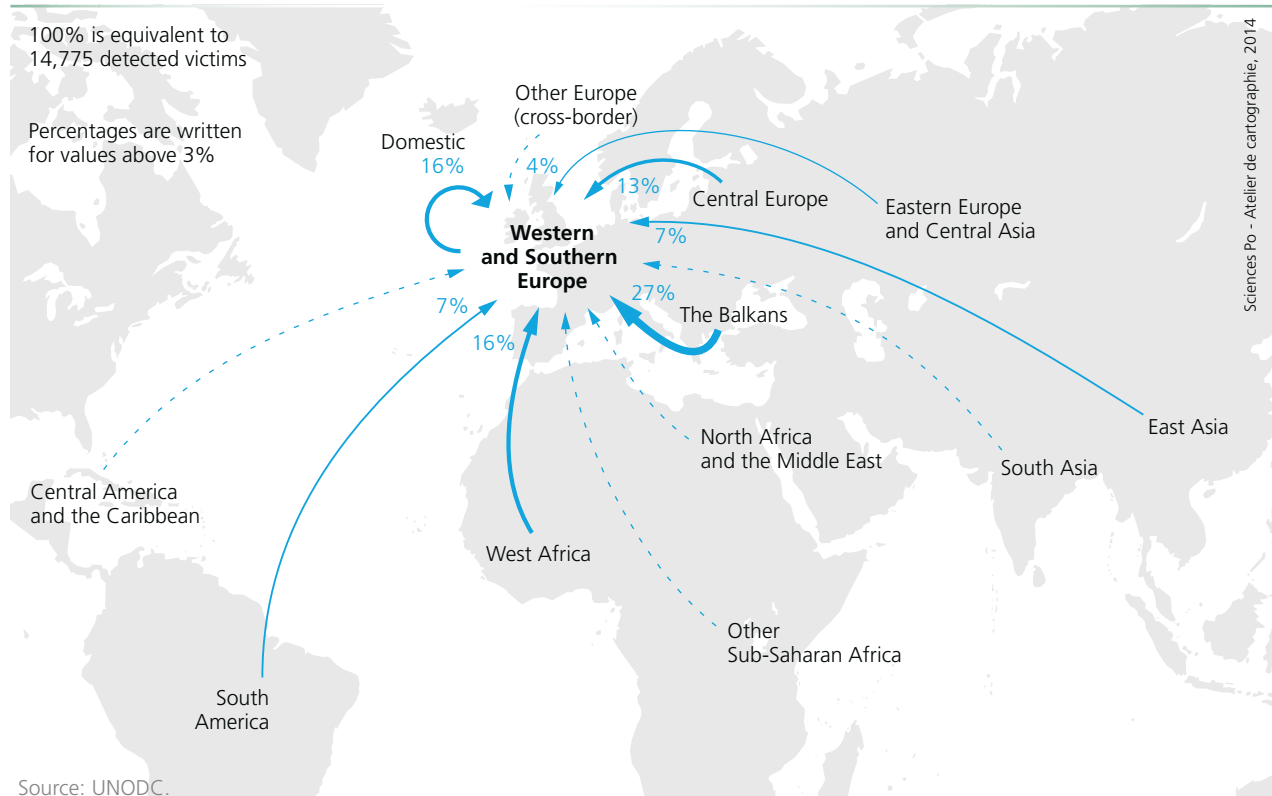 100% is equivalent to
14,775 detected victims
Percentages are written
for values above 3%
Sciences Po - Atelier de cartographie, 2014
Other Europe
(cross-border)
Domestic
16%
4%
13%
Central Europe
Eastern Europe
and Central Asia
7%
Western
and Southern
Europe
27%
The Balkans
7%
16%
East Asia
North Africa
and the Middle East
South Asia
Central America
and the Caribbean
West Africa
Other
Sub-Saharan Africa
South
America
Source: UNODC.